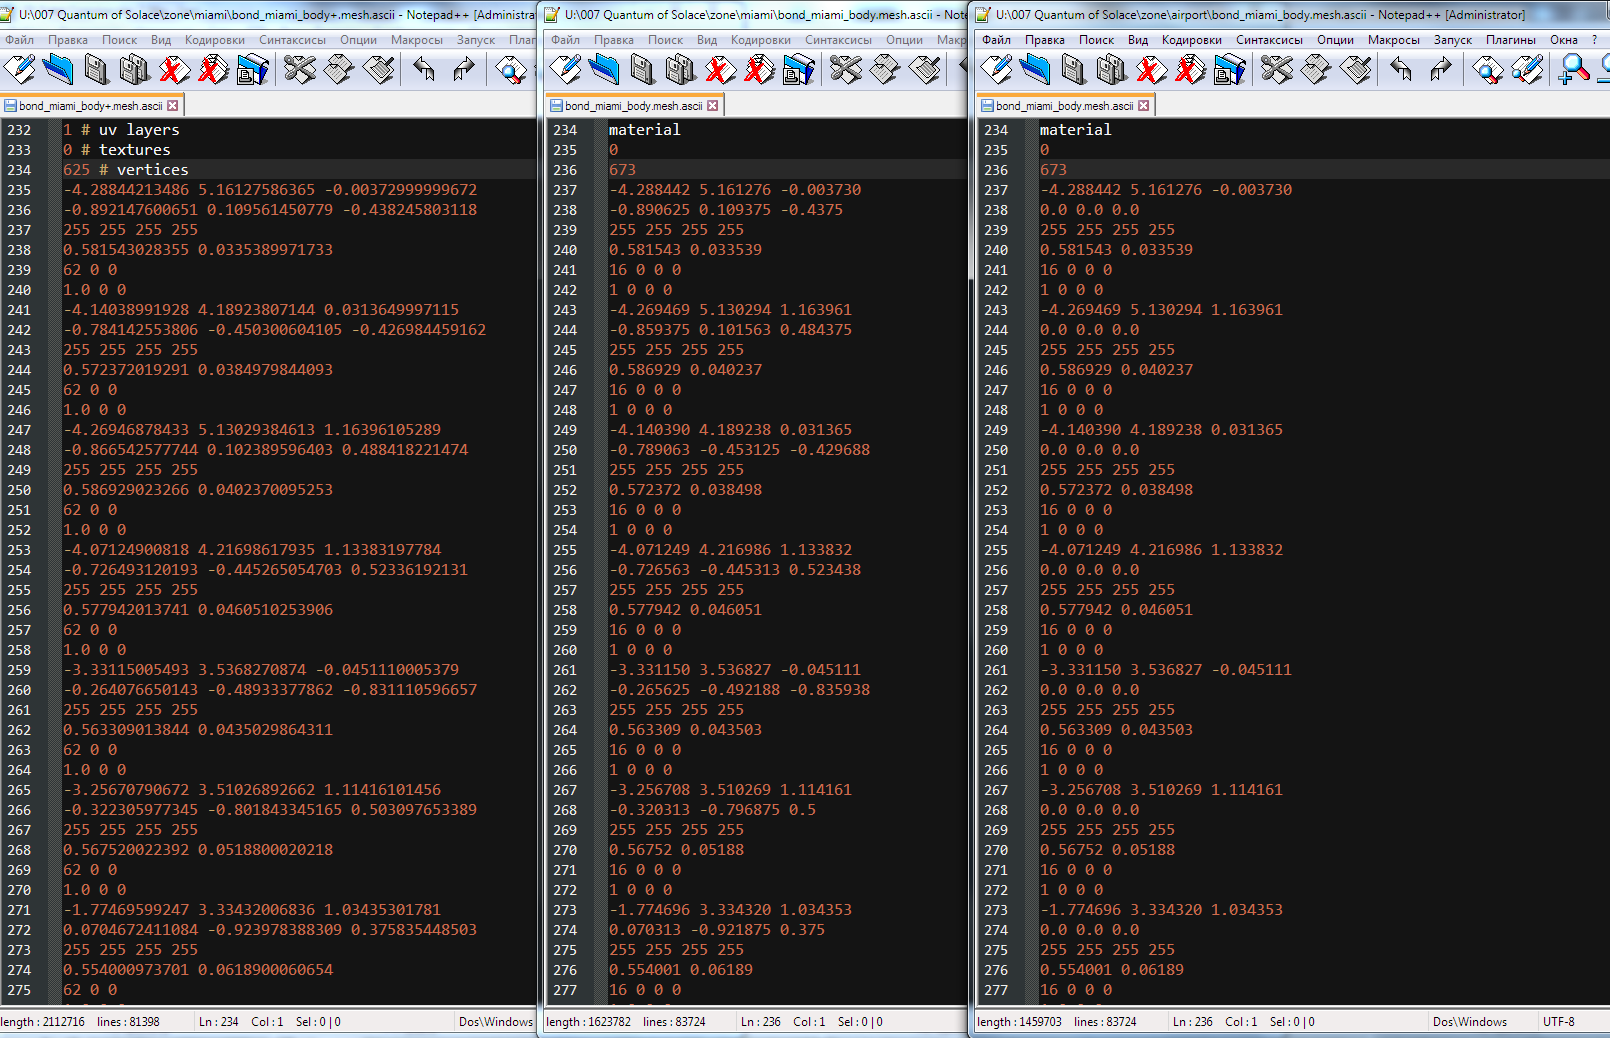 U:\007 Quantum of Solace\zone\miami\bond_miami_body+.mesh.ascii - Notepad++ [Administra
Файл Правка Поиск Вид Кодировки Синтаксисы Опции Макросы Запуск Плаг
bond_miami_body+.mesh.ascii
232 1 # uv layers
233 0 # textures
234 625 # vertices
235 -4.28844213486 5.16127586365 -0.00372999999672
236 -0.892147600651 0.109561450779 -0.438245803118
237 255 255 255 255
238 0.581543028355 0.0335389971733
239 62 0 0
240 1.0 0 0
241 -4.14038991928 4.18923807144 0.0313649997115
242 -0.784142553806 -0.450300604105 -0.426984459162
243 255 255 255 255
244 0.572372019291 0.0384979844093
245 62 0 0
246 1.0 0 0
247 -4.26946878433 5.13029384613 1.16396105289
248 -0.866542577744 0.102389596403 0.488418221474
249 255 255 255 255
250 0.586929023266 0.0402370095253
251 62 0 0
252 1.0 0 0
253 -4.07124900818 4.21698617935 1.13383197784
254 -0.726493120193 -0.445265054703 0.52336192131
255 255 255 255 255
256 0.577942013741 0.0460510253906
257 62 0 0
258 1.0 0 0
259 -3.33115005493 3.5368270874 -0.0451110005379
260 -0.264076650143 -0.48933377862 -0.831110596657
261 255 255 255 255
262 0.563309013844 0.04350298643​11
263 62 0 0
264 1.0 0 0
265 -3.25670790672 3.51026892662 1.11416101456
266 -0.322305977345 -0.801843345165 0.503097653389
267 255 255 255 255
268 0.567520022392 0.0518800020218
269 62 0 0
270 1.0 0 0
271 -1.77469599247 3.33432006836 1.03435301781
272 0.0704672411084 -0.923978388309 0.375835448503
273 255 255 255 255
274 0.554000973701 0.0618900060654
275 62 0 0
length : 2112716 lines : 81398 Ln : 234 Col : 1 Sel : 0 | 0 Dos\Windows
U:\007 Quantum of Solace\zone\miami\bond_miami_body.mesh.ascii - Note
Файл Правка Поиск Вид Кодировки Синтаксисы Опции Макр
bond_miami_body.mesh.ascii
234 material
235 0
236 673
237 -4.288442 5.161276 -0.003730
238 -0.890625 0.109375 -0.4375
239 255 255 255 255
240 0.581543 0.033539
241 16 0 0 0
242 1 0 0 0
243 -4.269469 5.130294 1.163961
244 -0.859375 0.101563 0.484375
245 255 255 255 255
246 0.586929 0.040237
247 16 0 0 0
248 1 0 0 0
249 -4.140390 4.189238 0.031365
250 -0.789063 -0.453125 -0.429688
251 255 255 255 255
252 0.572372 0.038498
253 16 0 0 0
254 1 0 0 0
255 -4.071249 4.216986 1.133832
256 -0.726563 -0.445313 0.523438
257 255 255 255 255
258 0.577942 0.046051
259 16 0 0 0
260 1 0 0 0
261 -3.331150 3.536827 -0.045111
262 -0.265625 -0.492188 -0.835938
263 255 255 255 255
264 0.563309 0.043503
265 16 0 0 0
266 1 0 0 0
267 -3.256708 3.510269 1.114161
268 -0.320313 -0.796875 0.5
269 255 255 255 255
270 0.56752 0.05188
271 16 0 0 0
272 1 0 0 0
273 -1.774696 3.334320 1.034353
274 0.070313 -0.921875 0.375
275 255 255 255 255
276 0.554001 0.06189
277 16 0 0 0
length : 1623782 lines : 83724 Ln : 236 Col : 1 Sel : 0 | 0
U:\007 Quantum of Solace\zone\airport\bond_miami_body.mesh.ascii - Notepad++ [Administrator]
Файл Правка Поиск Вид Кодировки Синтаксисы Опции Макросы Запуск Плагины Окна ?
bond_miami_body.mesh.ascii
234 material
235 0
236 673
237 -4.288442 5.161276 -0.003730
238 0.0 0.0 0.0
239 255 255 255 255
240 0.581543 0.033539
241 16 0 0 0
242 1 0 0 0
243 -4.269469 5.130294 1.163961
244 0.0 0.0 0.0
245 255 255 255 255
246 0.586929 0.040237
247 16 0 0 0
248 1 0 0 0
249 -4.140390 4.189238 0.031365
250 0.0 0.0 0.0
251 255 255 255 255
252 0.572372 0.038498
253 16 0 0 0
254 1 0 0 0
255 -4.071249 4.216986 1.133832
256 0.0 0.0 0.0
257 255 255 255 255
258 0.577942 0.046051
259 16 0 0 0
260 1 0 0 0
261 -3.331150 3.536827 -0.045111
262 0.0 0.0 0.0
263 255 255 255 255
264 0.563309 0.043503
265 16 0 0 0
266 1 0 0 0
267 -3.256708 3.510269 1.114161
268 0.0 0.0 0.0
269 255 255 255 255
270 0.56752 0.05188
271 16 0 0 0
272 1 0 0 0
273 -1.774696 3.334320 1.034353
274 0.0 0.0 0.0
275 255 255 255 255
276 0.554001 0.06189
277 16 0 0 0
length : 1459703 lines : 83724 Ln : 236 Col : 1 Sel : 0 | 0 Dos\Windows UTF-8